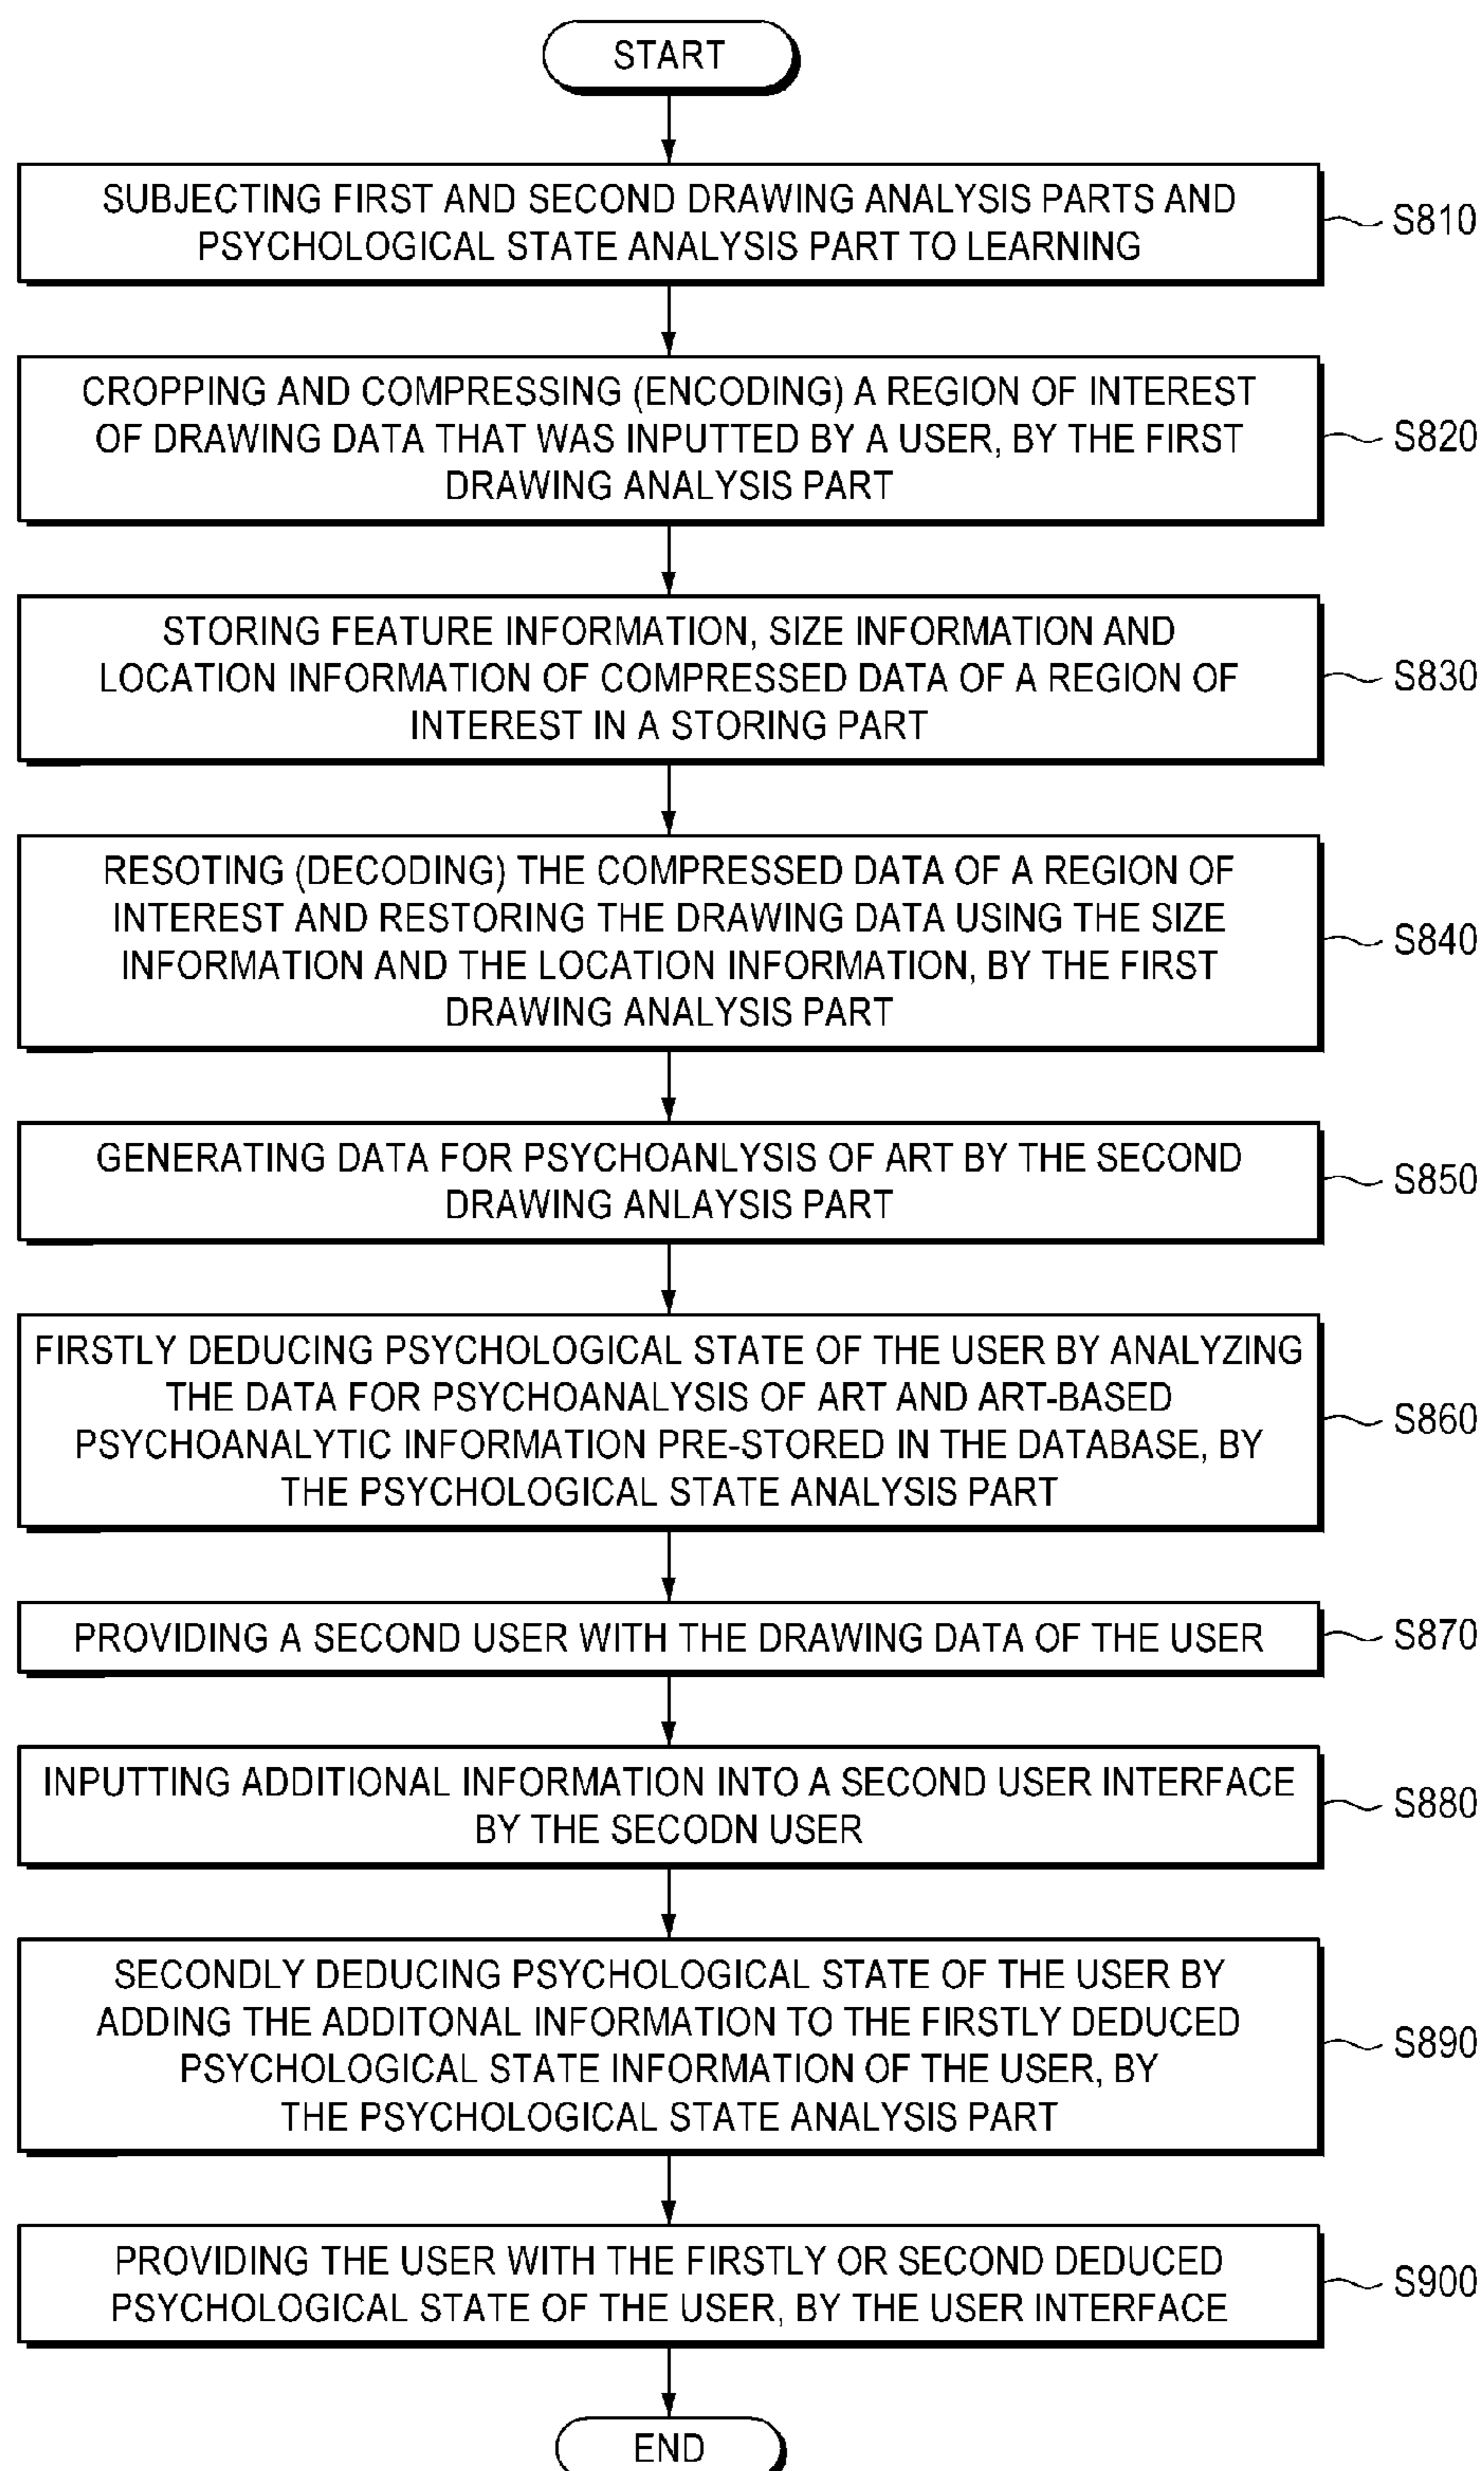 START
SUBJECTING FIRST AND SECOND DRAWING ANALYSIS PARTS AND
PSYCHOLOGICAL STATE ANALYSIS PART TO LEARNING
S810
CROPPING AND COMPRESSING (ENCODING) A REGION OF INTEREST
OF DRAWING DATA THAT WAS INPUTTED BY A USER, BY THE FIRST
DRAWING ANALYSIS PART
S820
STORING FEATURE INFORMATION, SIZE INFORMATION AND
LOCATION INFORMATION OF COMPRESSED DATA OF A REGION OF
INTEREST IN A STORING PART
S830
RESOTING (DECODING) THE COMPRESSED DATA OF A REGION OF
INTEREST AND RESTORING THE DRAWING DATA USING THE SIZE
INFORMATION AND THE LOCATION INFORMATION, BY THE FIRST
DRAWING ANALYSIS PART
S840
GENERATING DATA FOR PSYCHOANLYSIS OF ART BY THE SECOND
DRAWING ANLAYSIS PART
S850
FIRSTLY DEDUCING PSYCHOLOGICAL STATE OF THE USER BY ANALYZING
THE DATA FOR PSYCHOANALYSIS OF ART AND ART-BASED
PSYCHOANALYTIC INFORMATION PRE-STORED IN THE DATABASE, BY
THE PSYCHOLOGICAL STATE ANALYSIS PART
S860
PROVIDING A SECOND USER WITH THE DRAWING DATA OF THE USER
S870
INPUTTING ADDITIONAL INFORMATION INTO A SECOND USER INTERFACE
BY THE SECODN USER
S880
SECONDLY DEDUCING PSYCHOLOGICAL STATE OF THE USER BY
ADDING THE ADDITONAL INFORMATION TO THE FIRSTLY DEDUCED
PSYCHOLOGICAL STATE INFORMATION OF THE USER, BY
THE PSYCHOLOGICAL STATE ANALYSIS PART
S890
PROVIDING THE USER WITH THE FIRSTLY OR SECOND DEDUCED
PSYCHOLOGICAL STATE OF THE USER, BY THE USER INTERFACE
S900
END